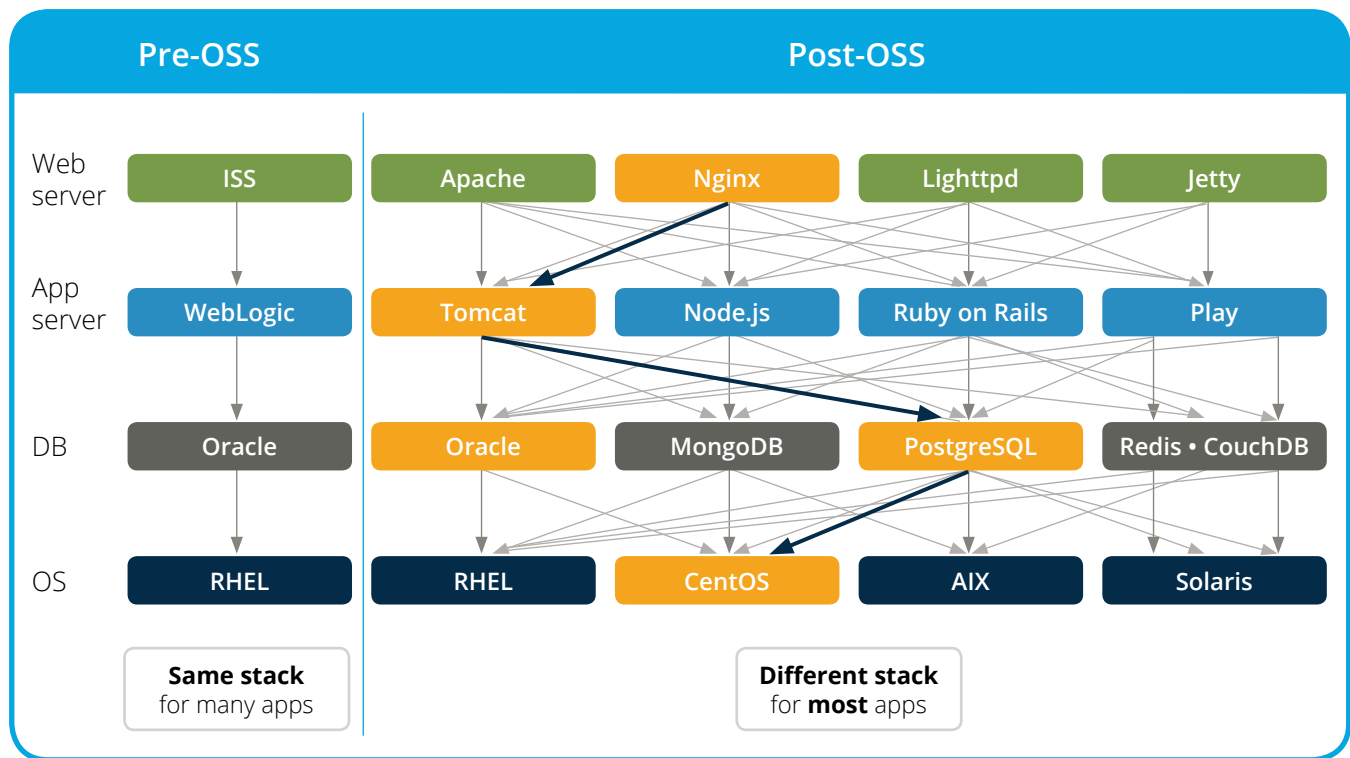 Pre-OSS
Post-OSS
Web
server
ISS
Apache
Nginx
Lighttpd
Jetty
App
server
WebLogic
Tomcat
Node.js
Ruby on Rails
Play
DB
Oracle
Oracle
MongoDB
PostgreSQL
Redis • CouchDB
OS
RHEL
RHEL
CentOS
AIX
Solaris
Same stack
for many apps
Different stack
for most apps